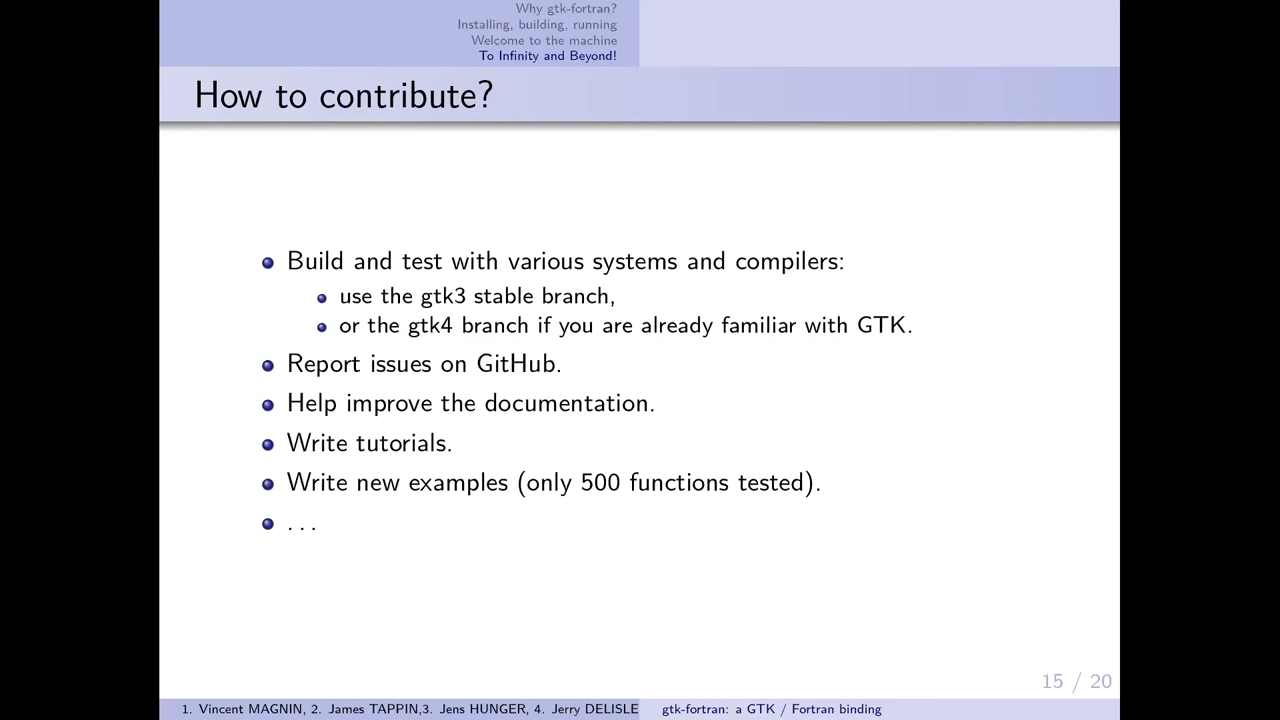 Why gtk-fortran?
Installing, building, running
Welcome to the machine
To Infinity and Beyond!
How to contribute?
Build and test with various systems and compilers:
use the gtk3 stable branch,
or the gtk4 branch if you are already familiar with GTK.
Report issues on GitHub.
Help improve the documentation.
Write tutorials.
Write new examples (only 500 functions tested).
. . .
15 / 20
1. Vincent MAGNIN, 2. James TAPPIN,3. Jens HUNGER, 4. Jerry DELISLE
gtk-fortran: a GTK / Fortran binding